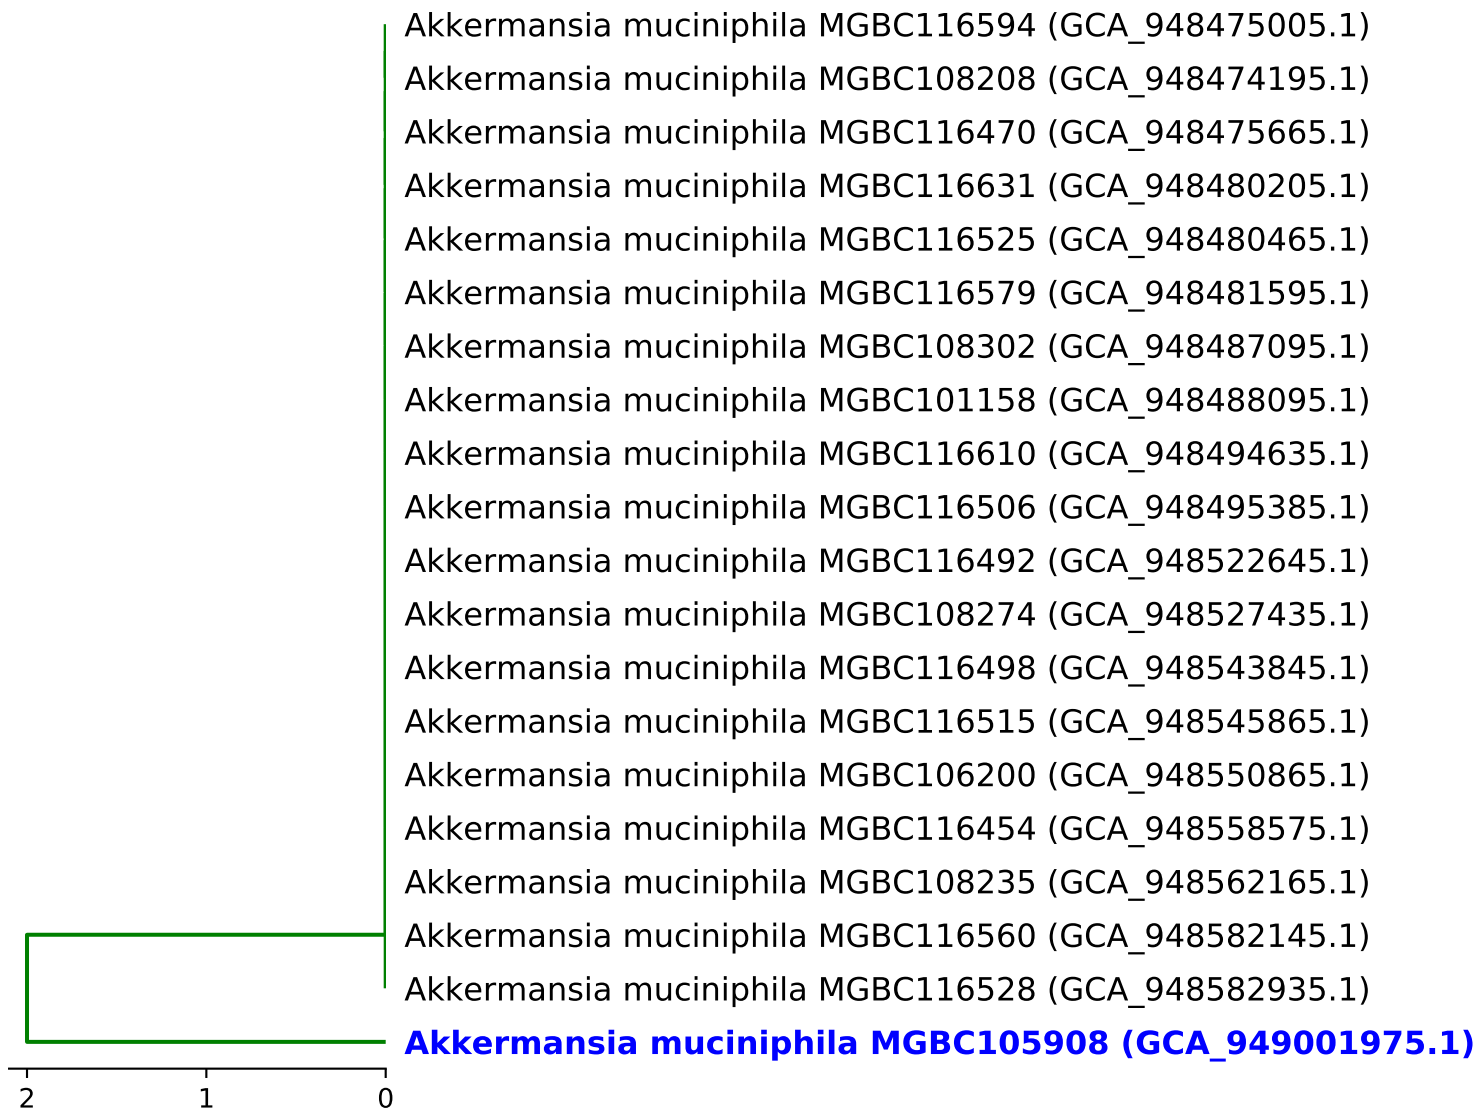 Akkermansia muciniphila MGBC116594 (GCA_948475005.1)
Akkermansia muciniphila MGBC108208 (GCA_948474195.1)
Akkermansia muciniphila MGBC116470 (GCA_948475665.1)
Akkermansia muciniphila MGBC116631 (GCA_948480205.1)
Akkermansia muciniphila MGBC116525 (GCA_948480465.1)
Akkermansia muciniphila MGBC116579 (GCA_948481595.1)
Akkermansia muciniphila MGBC108302 (GCA_948487095.1)
Akkermansia muciniphila MGBC101158 (GCA_948488095.1)
Akkermansia muciniphila MGBC116610 (GCA_948494635.1)
Akkermansia muciniphila MGBC116506 (GCA_948495385.1)
Akkermansia muciniphila MGBC116492 (GCA_948522645.1)
Akkermansia muciniphila MGBC108274 (GCA_948527435.1)
Akkermansia muciniphila MGBC116498 (GCA_948543845.1)
Akkermansia muciniphila MGBC116515 (GCA_948545865.1)
Akkermansia muciniphila MGBC106200 (GCA_948550865.1)
Akkermansia muciniphila MGBC116454 (GCA_948558575.1)
Akkermansia muciniphila MGBC108235 (GCA_948562165.1)
Akkermansia muciniphila MGBC116560 (GCA_948582145.1)
Akkermansia muciniphila MGBC116528 (GCA_948582935.1)
Akkermansia muciniphila MGBC105908 (GCA_949001975.1)
2 1 0